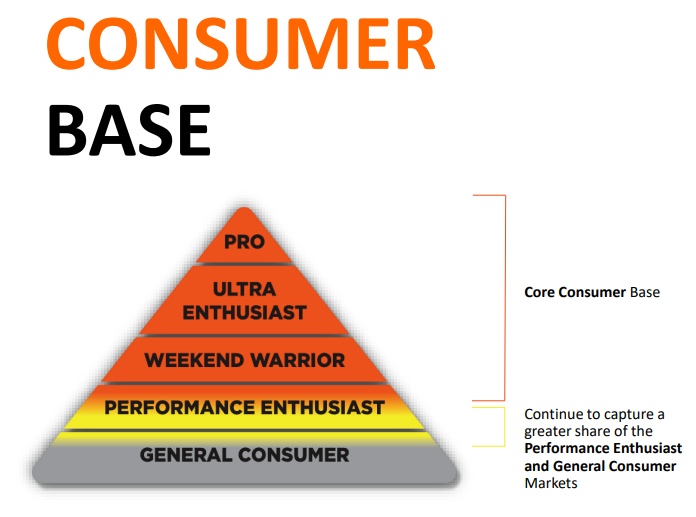 CONSUMER
BASE
PRO
ULTRA
ENTHUSIAST
WEEKEND WARRIOR
PERFORMANCE ENTHUSIAST
GENERAL CONSUMER
Core Consumer Base
Continue to capture a
greater share of the
Performance Enthusiast
and General Consumer
Markets